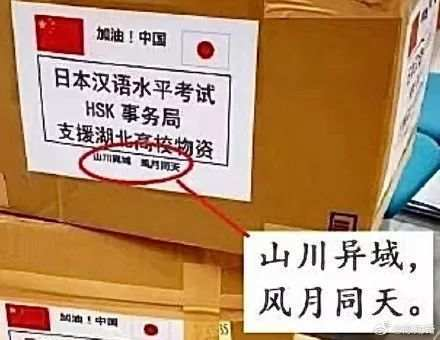 加油！中国
日本汉语水平考试
HSK 事务局
支援湖北高校物资
山川异域 风月同天
山川异域，
风月同天。
加油！中国